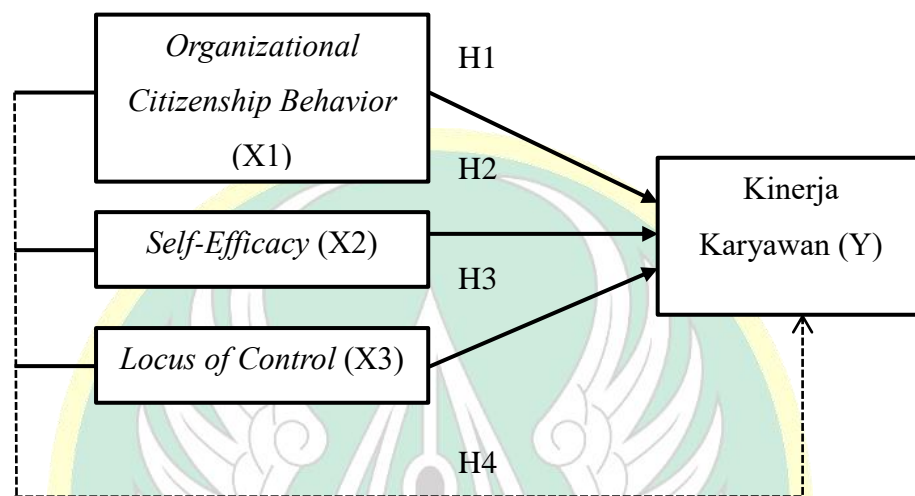 Organizational
Citizenship Behavior
(X1)
H1
H2
Self-Efficacy (X2)
H3
Locus of Control (X3)
H4
Kinerja
Karyawan (Y)